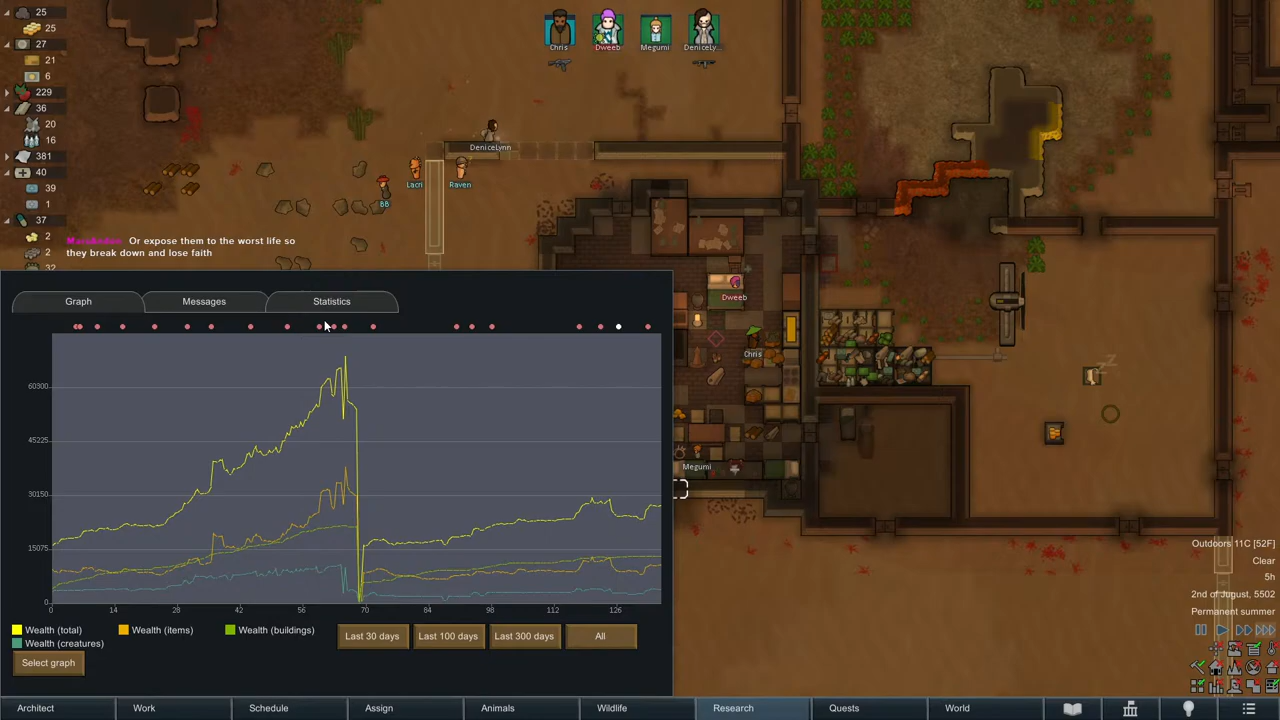 25
25
27
21
6
229
36
20
16
381
40
39
1
37
2
2
32
Chris
Dweeb
Megumi
DeniceLy...
DeniceLynn
Lacri
Raven
BB
Or expose them to the worst life so
they break down and lose faith
Graph
Messages
Statistics
60300
45225
30150
15075
0
0
14
28
42
56
70
84
98
112
126
Wealth (total)
Wealth (items)
Wealth (buildings)
Wealth (creatures)
Last 30 days
Last 100 days
Last 300 days
All
Select graph
Dweeb
Chris
Megumi
Outdoors 11C [52F]
Clear
5h
2nd of August, 5502
Permanent summer
Architect
Work
Schedule
Assign
Animals
Wildlife
Research
Quests
World